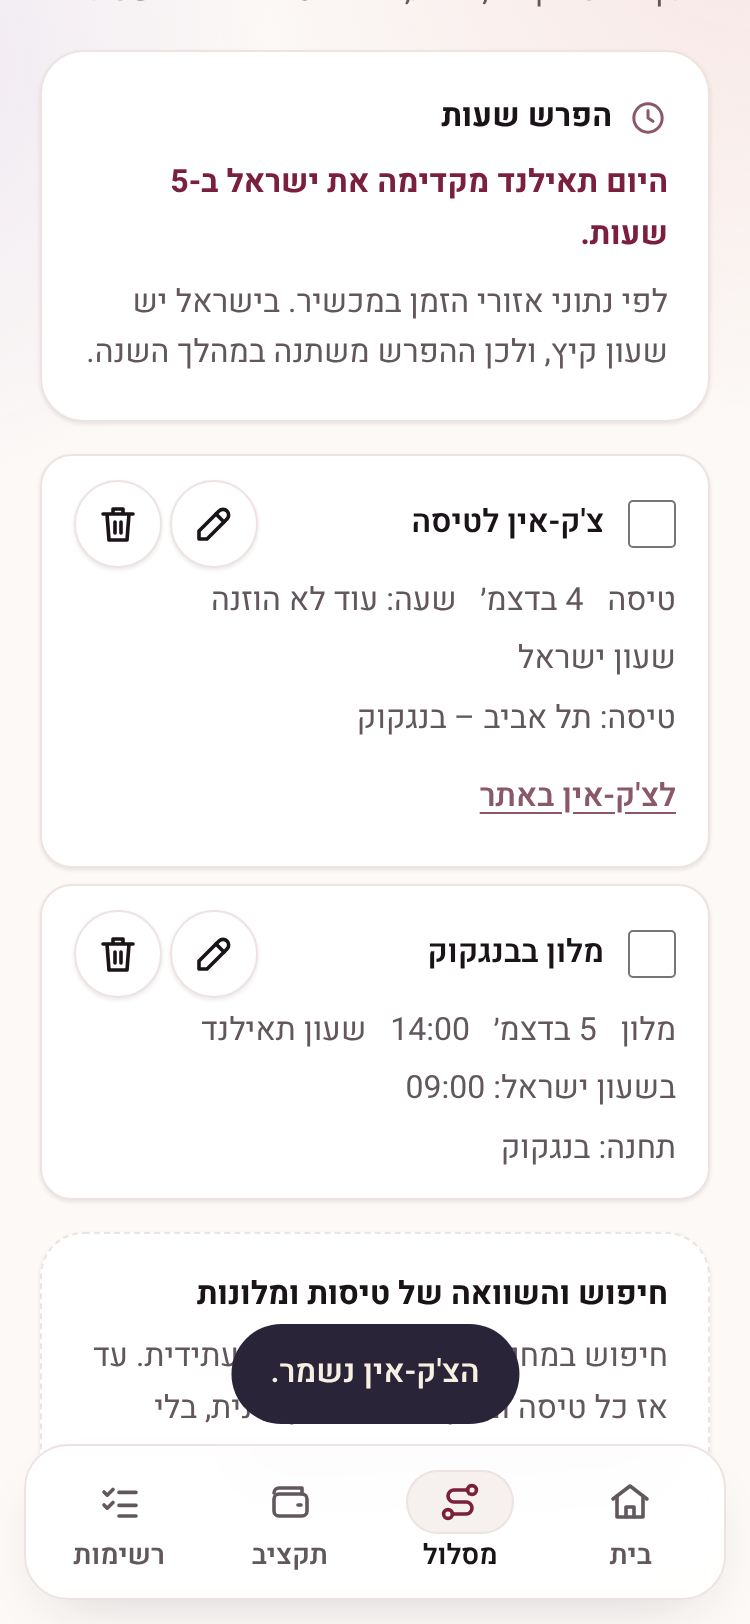 הפרש שעות
היום תאילנד מקדימה את ישראל ב-5
שעות.
לפי נתוני אזורי הזמן במכשיר. בישראל יש
שעון קיץ, ולכן ההפרש משתנה במהלך השנה.
צ'ק-אין לטיסה
טיסה 4 בדצמ׳ שעה: עוד לא הוזנה
שעון ישראל
טיסה: תל אביב – בנגקוק
לצ'ק-אין באתר
מלון בבנגקוק
מלון 5 בדצמ׳ 14:00 שעון תאילנד
בשעון ישראל: 09:00
תחנה: בנגקוק
חיפוש והשוואה של טיסות ומלונות
חיפוש עתידית. עד
אז כל טיסה בלי
הצ'ק-אין נשמר.
בית
מסלול
תקציב
רשימות